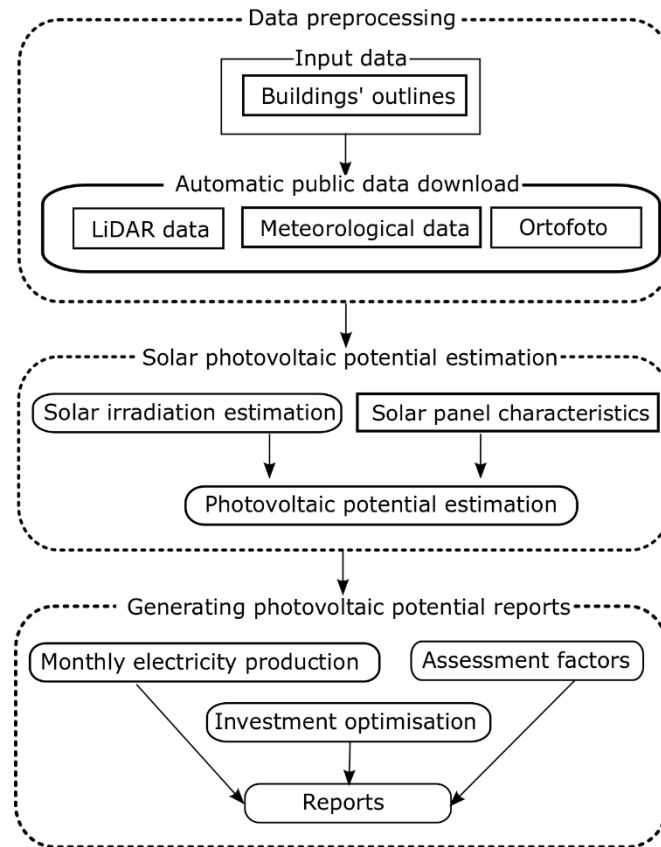 Data preprocessing
Input data
Buildings' outlines
Automatic public data download
LiDAR data
Meteorological data
Ortofoto
Solar photovoltaic potential estimation
Solar irradiation estimation
Solar panel characteristics
Photovoltaic potential estimation
Generating photovoltaic potential reports
Monthly electricity production
Assessment factors
Investment optimisation
Reports